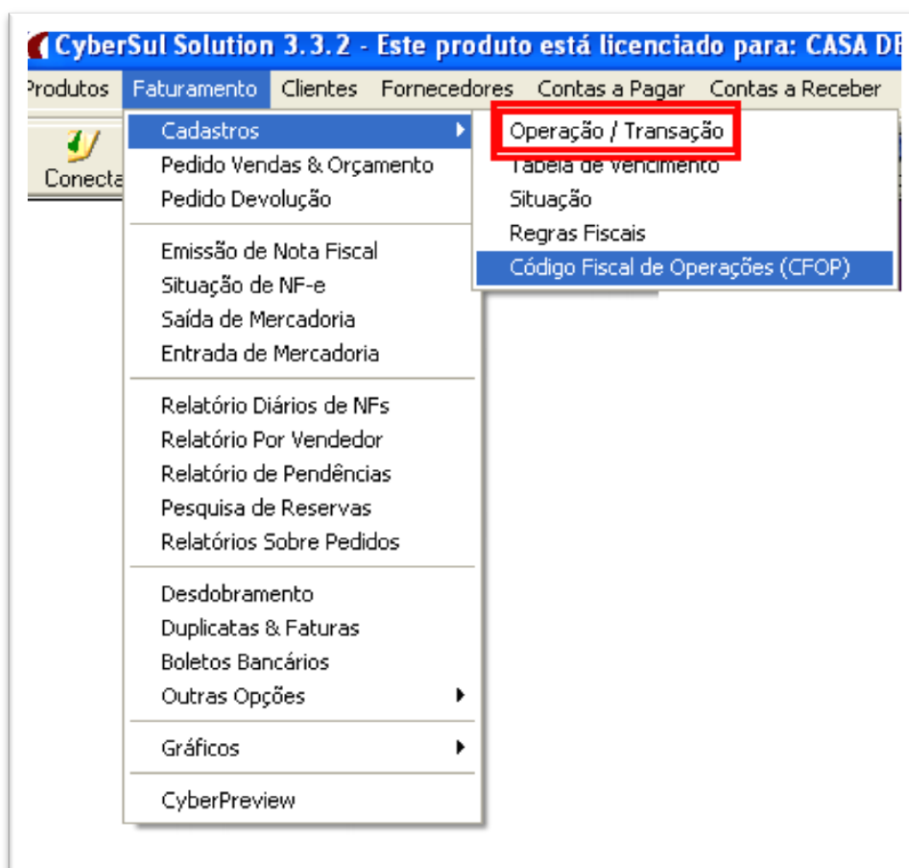 CyberSul Solution 3.3.2 - Este produto está licenciado para: CASA DE
Produtos Faturamento Clientes Fornecedores Contas a Pagar Contas a Receber
Conecta
Cadastros
Pedido Vendas & Orçamento
Pedido Devolução
Emissão de Nota Fiscal
Situação de NF-e
Saída de Mercadoria
Entrada de Mercadoria
Relatório Diários de NFs
Relatório Por Vendedor
Relatório de Pendências
Pesquisa de Reservas
Relatórios Sobre Pedidos
Desdobramento
Duplicatas & Faturas
Boletos Bancários
Outras Opções
Gráficos
CyberPreview
Operação / Transação
Tabela de Vencimento
Situação
Regras Fiscais
Código Fiscal de Operações (CFOP)